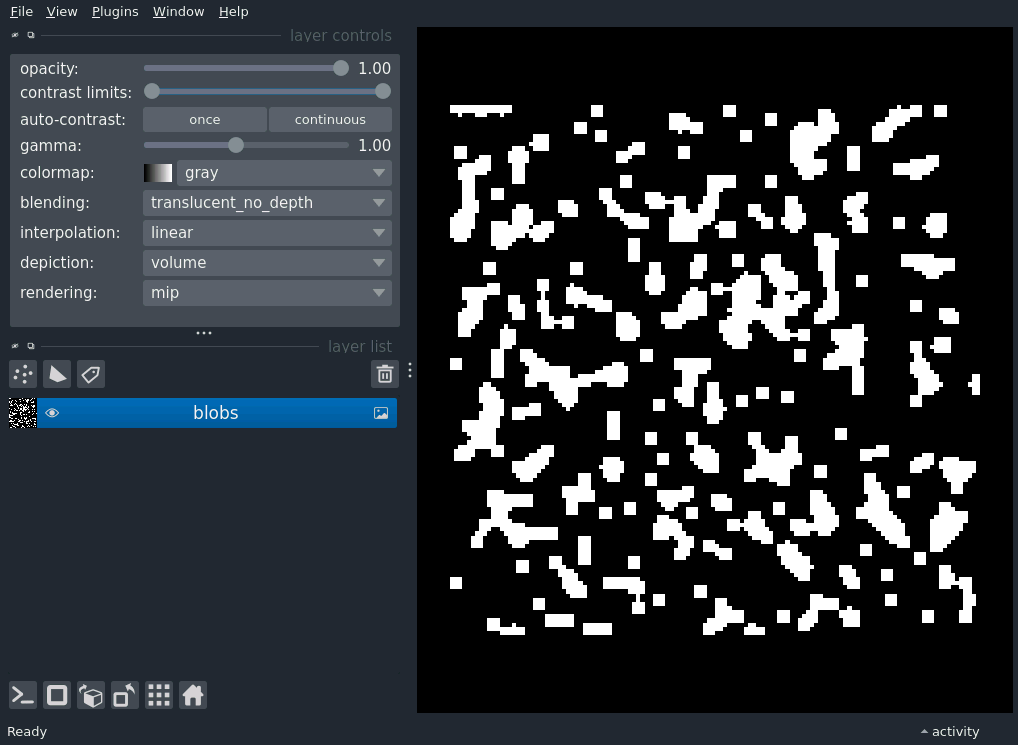 File View Plugins Window Help
layer controls
opacity: 1.00
contrast limits:
auto-contrast: once continuous
gamma: 1.00
colormap: gray
blending: translucent_no_depth
interpolation: linear
depiction: volume
rendering: mip
layer list
blobs
Ready activity